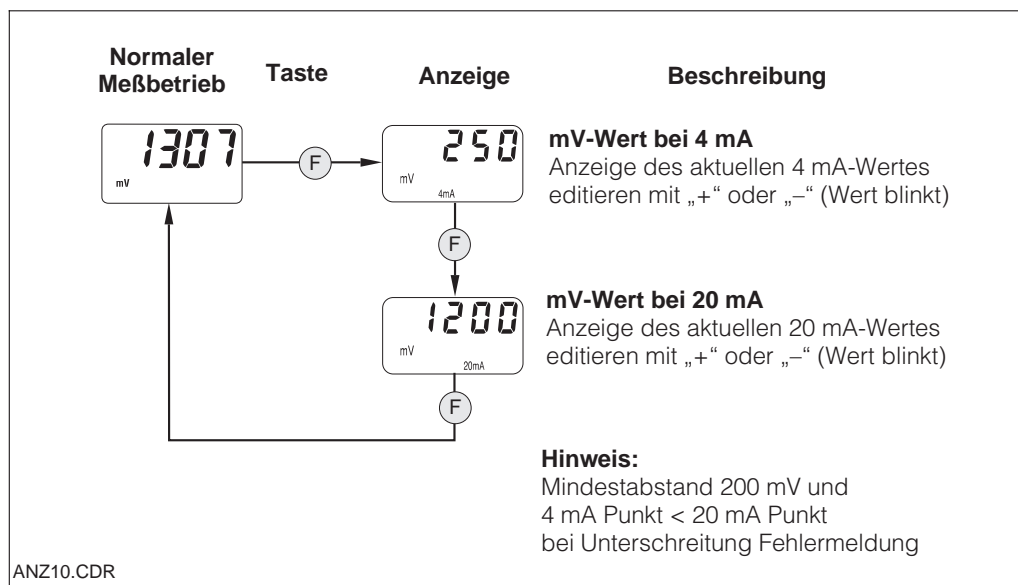 Normaler
Meßbetrieb
Taste
Anzeige
Beschreibung
1307
mV
F
250
mV
4mA
mV-Wert bei 4 mA
Anzeige des aktuellen 4 mA-Wertes
editieren mit „+“ oder „–“ (Wert blinkt)
F
1200
mV
20mA
mV-Wert bei 20 mA
Anzeige des aktuellen 20 mA-Wertes
editieren mit „+“ oder „–“ (Wert blinkt)
F
Hinweis:
Mindestabstand 200 mV und
4 mA Punkt < 20 mA Punkt
bei Unterschreitung Fehlermeldung
ANZ10.CDR